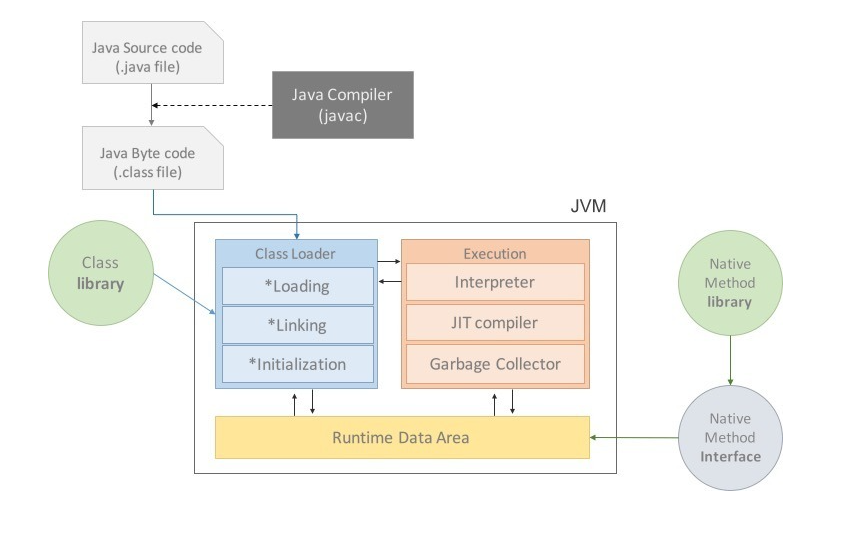 Java Source code
(.java file)
Java Compiler
(javac)
Java Byte code
(.class file)
JVM
Class
library
Class Loader
*Loading
*Linking
*Initialization
Execution
Interpreter
JIT compiler
Garbage Collector
Runtime Data Area
Native
Method
library
Native
Method
Interface